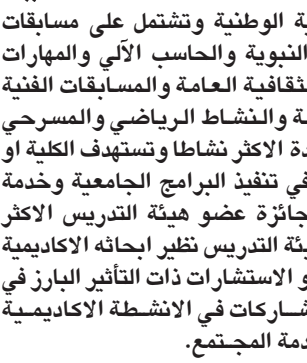 ية الوطنية وتشتمل على مسابقات
النبوية والحاسب الآلي والمهارات
ثقافية العامة والمسابقات الفنية
ة والنشاط الرياضي والمسرحي
دة الاكثر نشاطا وتستهدف الكلية او
في تنفيذ البرامج الجامعية وخدمة
جائزة عضو هيئة التدريس الاكثر
يئة التدريس نظير ابحاثه الاكاديمية
و الاستشارات ذات التأثير البارز في
شاركات في الانشطة الاكاديمية
دمة المجتمع.